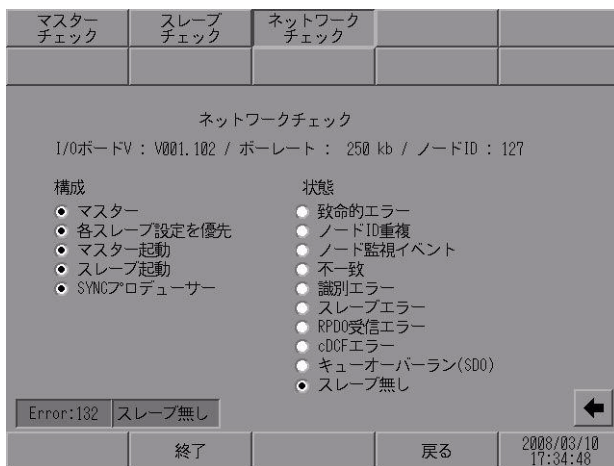 マスター
チェック
スレーブ
チェック
ネットワーク
チェック
ネットワークチェック
I/OボードV : V001.102 / ボーレート : 250 kb / ノードID : 127
構成
マスター
各スレーブ設定を優先
マスター起動
スレーブ起動
SYNCプロデューサー
状態
致命的エラー
ノードID重複
ノード監視イベント
不一致
識別エラー
スレーブエラー
RPDO受信エラー
cDCFエラー
キューオーバーラン(SDO)
スレーブ無し
Error:132 スレーブ無し
終了
戻る
2008/03/10
17:34:48